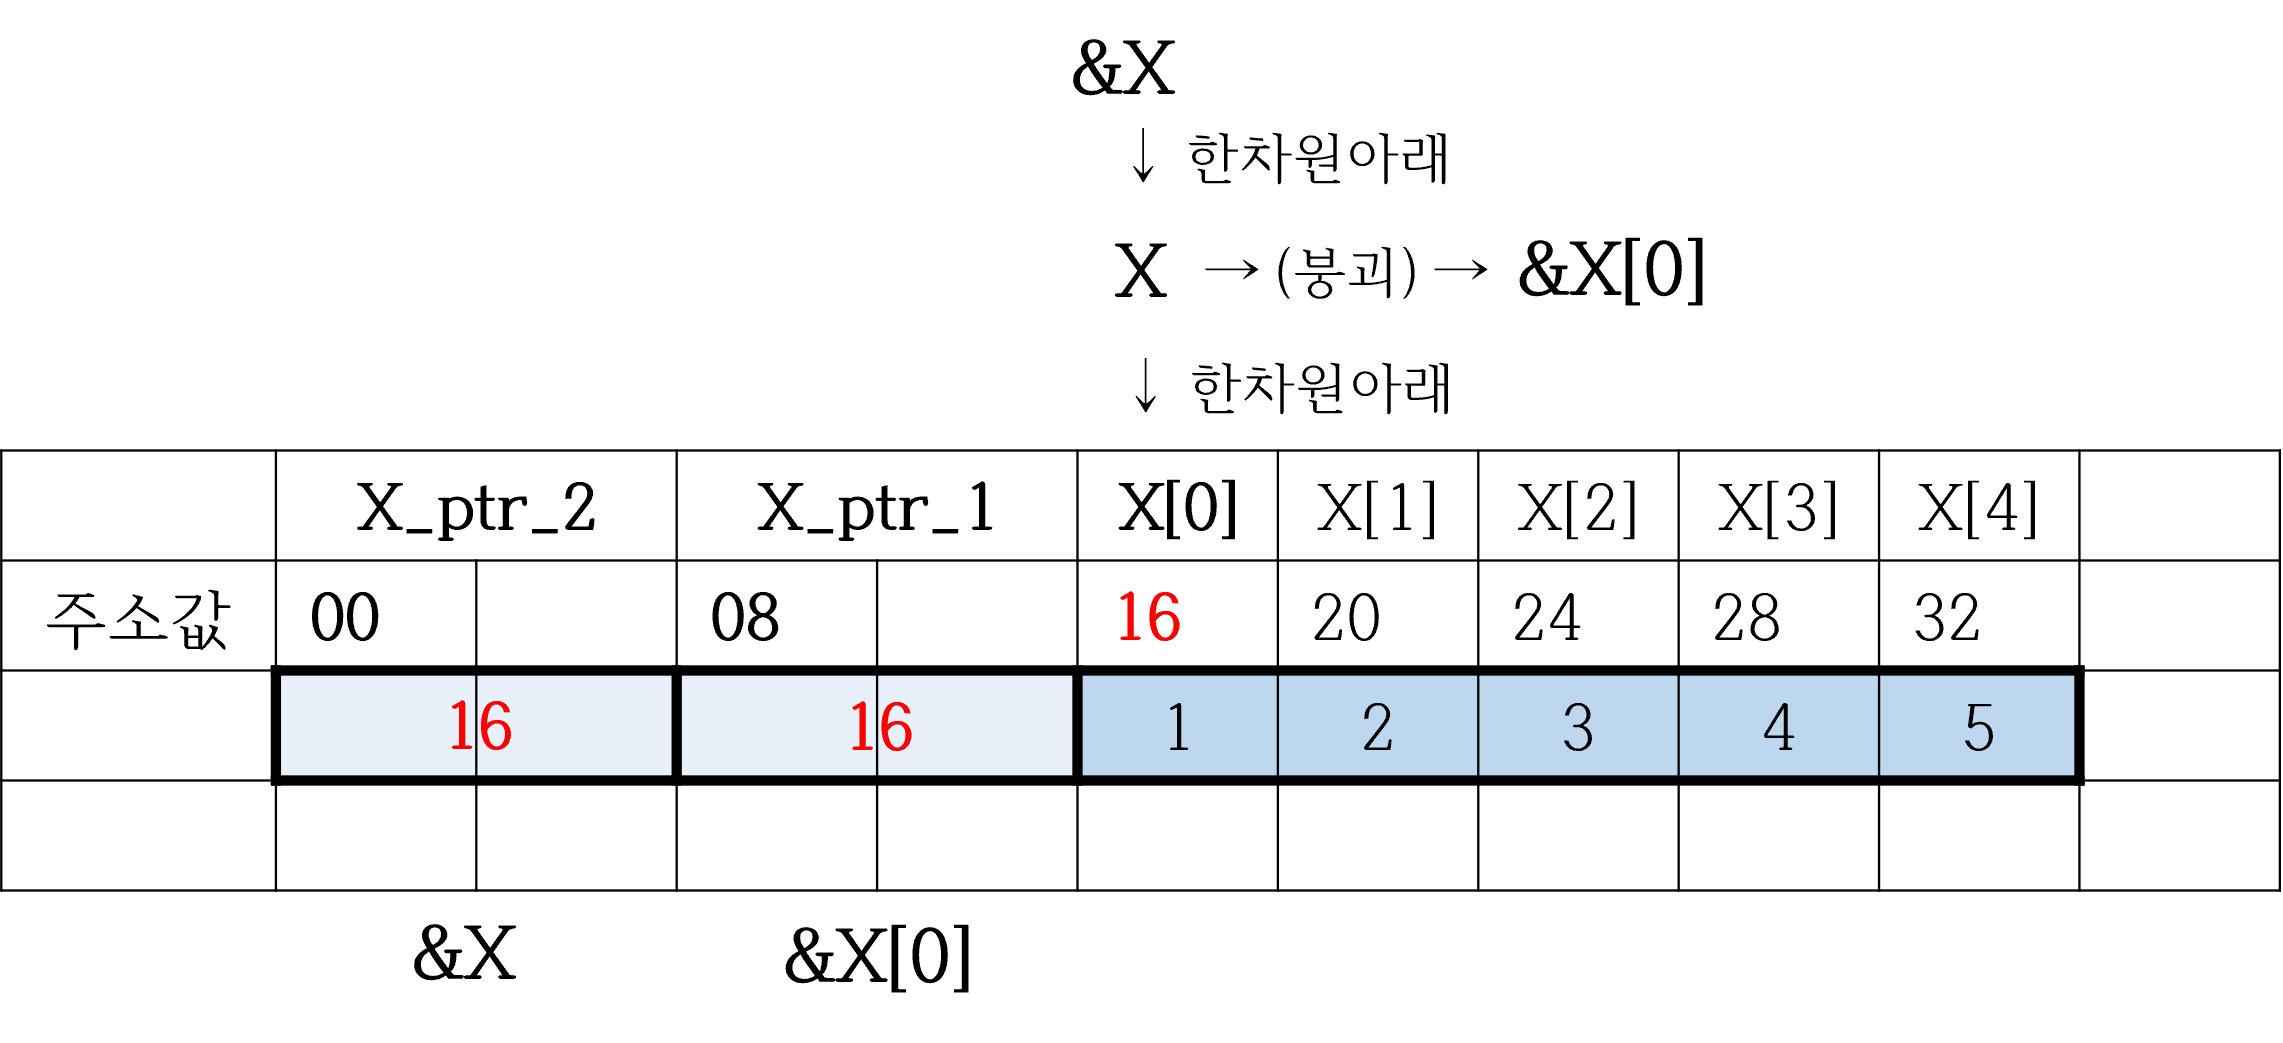 &X
↓ 한차원아래
X → (붕괴) → &X[0]
↓ 한차원아래
X_ptr_2 X_ptr_1 X[0] X[1] X[2] X[3] X[4]
주소값 00 08 16 20 24 28 32
16 16 1 2 3 4 5
&X &X[0]